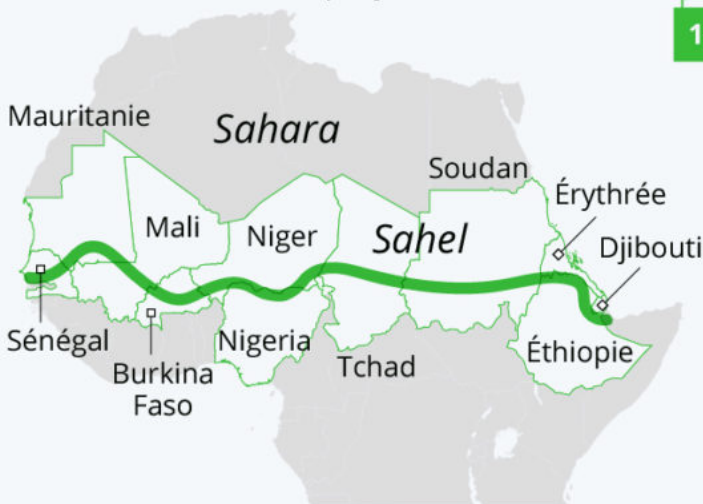 1
Mauritanie
Sahara
Soudan
Érythrée
Mali
Niger
Sahel
Djibouti
Sénégal
Nigeria
Éthiopie
Tchad
Burkina
Faso